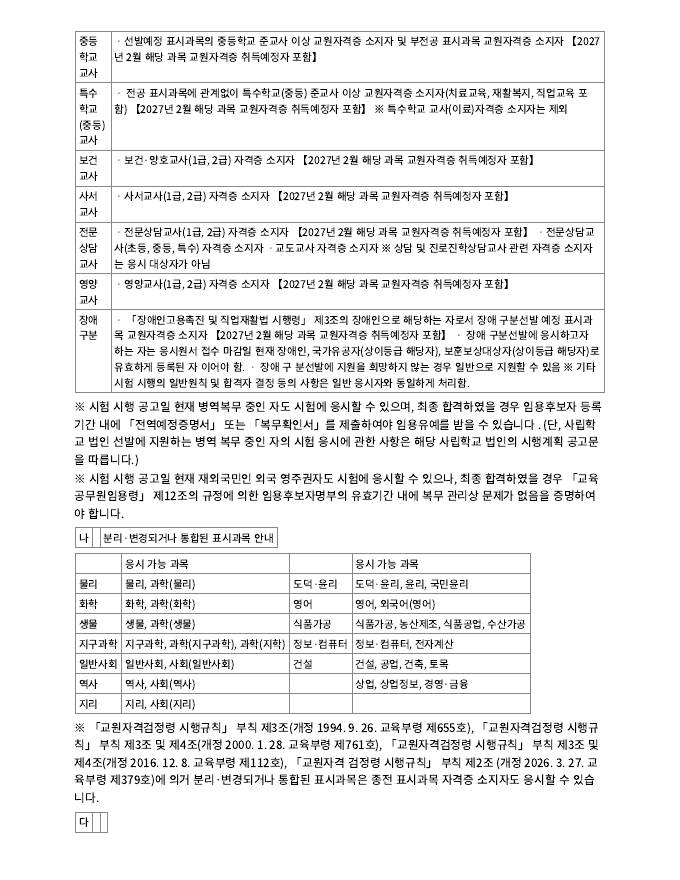 중등 · 선발예정 표시과목의 중등학교 준교사 이상 교원자격증 소지자 및 부전공 표시과목 교원자격증 소지자 【2027
학교 년 2월 해당 과목 교원자격증 취득예정자 포함】
교사
특수 · 전공 표시과목에 관계없이 특수학교(중등) 준교사 이상 교원자격증 소지자(치료교육, 재활복지, 직업교육 포
학교 함) 【2027년 2월 해당 과목 교원자격증 취득예정자 포함】 ※ 특수학교 교사(이료)자격증 소지자는 제외
(중등)
교사
보건 · 보건·양호교사(1급, 2급) 자격증 소지자 【2027년 2월 해당 과목 교원자격증 취득예정자 포함】
교사
사서 · 사서교사(1급, 2급) 자격증 소지자 【2027년 2월 해당 과목 교원자격증 취득예정자 포함】
교사
전문 · 전문상담교사(1급, 2급) 자격증 소지자 【2027년 2월 해당 과목 교원자격증 취득예정자 포함】 · 전문상담교
상담 사(초등, 중등, 특수) 자격증 소지자 · 교도교사 자격증 소지자 ※ 상담 및 진로진학상담교사 관련 자격증 소지자
교사 는 응시 대상자가 아님
영양 · 영양교사(1급, 2급) 자격증 소지자 【2027년 2월 해당 과목 교원자격증 취득예정자 포함】
교사
장애 · 「장애인고용촉진 및 직업재활법 시행령」 제3조의 장애인으로 해당하는 자로서 장애 구분선발 예정 표시과
구분 목 교원자격증 소지자 【2027년 2월 해당 과목 교원자격증 취득예정자 포함】 · 장애 구분선발에 응시하고자
하는 자는 응시원서 접수 마감일 현재 장애인, 국가유공자(상이등급 해당자), 보훈보상대상자(상이등급 해당자)로
유효하게 등록된 자 이어야 함. · 장애 구 분선발에 지원을 희망하지 않는 경우 일반으로 지원할 수 있음 ※ 기타
시험 시행의 일반원칙 및 합격자 결정 등의 사항은 일반 응시자와 동일하게 처리함.
※ 시험 시행 공고일 현재 병역복무 중인 자도 시험에 응시할 수 있으며, 최종 합격하였을 경우 임용후보자 등록
기간 내에 「전역예정증명서」 또는 「복무확인서」를 제출하여야 임용유예를 받을 수 있습니다 . (단, 사립학
교 법인 선발에 지원하는 병역 복무 중인 자의 시험 응시에 관한 사항은 해당 사립학교 법인의 시행계획 공고문
을 따릅니다.)
※ 시험 시행 공고일 현재 재외국민인 외국 영주권자도 시험에 응시할 수 있으나, 최종 합격하였을 경우 「교육
공무원임용령」 제12조의 규정에 의한 임용후보자명부의 유효기간 내에 복무 관리상 문제가 없음을 증명하여
야 합니다.
나 분리·변경되거나 통합된 표시과목 안내
응시 가능 과목 응시 가능 과목
물리 물리, 과학(물리) 도덕·윤리 도덕·윤리, 윤리, 국민윤리
화학 화학, 과학(화학) 영어 영어, 외국어(영어)
생물 생물, 과학(생물) 식품가공 식품가공, 농산제조, 식품공업, 수산가공
지구과학 지구과학, 과학(지구과학), 과학(지학) 정보·컴퓨터 정보·컴퓨터, 전자계산
일반사회 일반사회, 사회(일반사회) 건설 건설, 공업, 건축, 토목
역사 역사, 사회(역사) 상업, 상업정보, 경영·금융
지리 지리, 사회(지리)
※ 「교원자격검정령 시행규칙」 부칙 제3조(개정 1994. 9. 26. 교육부령 제655호), 「교원자격검정령 시행규
칙」 부칙 제3조 및 제4조(개정 2000. 1. 28. 교육부령 제761호), 「교원자격검정령 시행규칙」 부칙 제3조 및
제4조(개정 2016. 12. 8. 교육부령 제112호), 「교원자격 검정령 시행규칙」 부칙 제2조 (개정 2026. 3. 27. 교
육부령 제379호)에 의거 분리·변경되거나 통합된 표시과목은 종전 표시과목 자격증 소지자도 응시할 수 있습
니다.
다